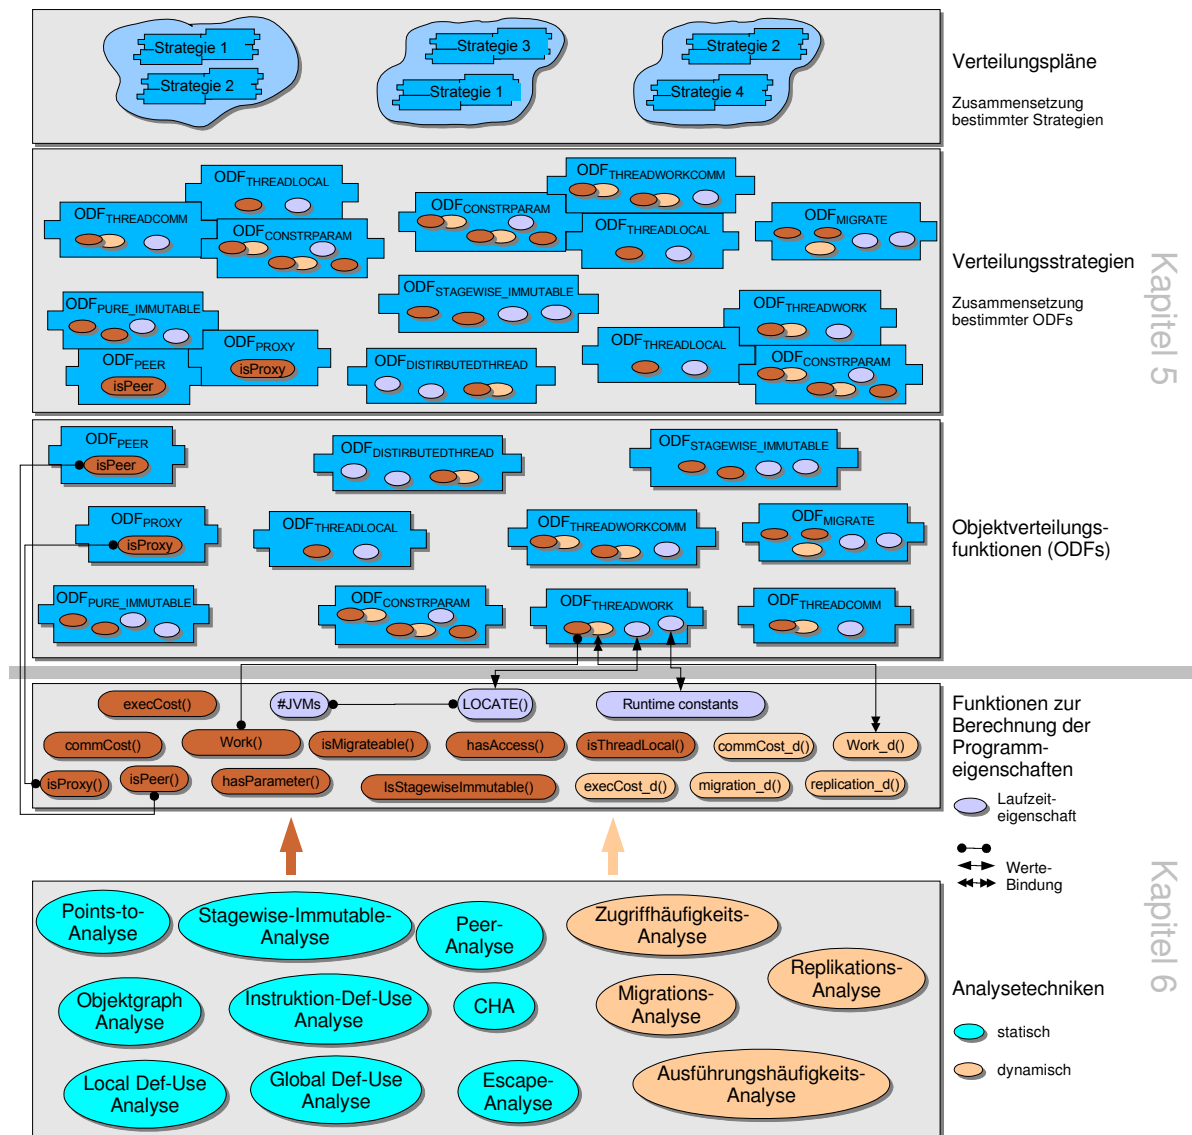 Strategie 1
Strategie 2
Strategie 3
Strategie 1
Strategie 2
Strategie 4
Verteilungspläne
Zusammensetzung
bestimmter Strategien
ODFTHREADLOCAL
ODFTHREADCOMM
ODFCONSTRPARAM
ODFTHREADWORKCOMM
ODFCONSTRPARAM
ODFTHREADLOCAL
ODFMIGRATE
ODFPURE_IMMUTABLE
ODFPROXY
isProxy
ODFPEER
isPeer
ODFSTAGEWISE_IMMUTABLE
ODFDISTIRBUTEDTHREAD
ODFTHREADWORK
ODFTHREADLOCAL
ODFCONSTRPARAM
Verteilungsstrategien
Zusammensetzung
bestimmter ODFs
Kapitel 5
ODFPEER
isPeer
ODFDISTIRBUTEDTHREAD
ODFSTAGEWISE_IMMUTABLE
ODFPROXY
isProxy
ODFTHREADLOCAL
ODFTHREADWORKCOMM
ODFMIGRATE
ODFPURE_IMMUTABLE
ODFCONSTRPARAM
ODFTHREADWORK
ODFTHREADCOMM
Objektverteilungs-
funktionen (ODFs)
execCost()
#JVMs
LOCATE()
Runtime constants
commCost()
Work()
isMigrateable()
hasAccess()
isThreadLocal()
commCost_d()
Work_d()
isProxy()
isPeer()
hasParameter()
IsStagewiseImmutable()
execCost_d()
migration_d()
replication_d()
Funktionen zur
Berechnung der
Programm-
eigenschaften
Laufzeit-
eigenschaft
Werte-
Bindung
Kapitel 6
Points-to-
Analyse
Stagewise-Immutable-
Analyse
Peer-
Analyse
Zugriffhäufigkeits-
Analyse
Replikations-
Analyse
Objektgraph
Analyse
Instruktion-Def-Use
Analyse
CHA
Migrations-
Analyse
Local Def-Use
Analyse
Global Def-Use
Analyse
Escape-
Analyse
Ausführungshäufigkeits-
Analyse
Analysetechniken
statisch
dynamisch